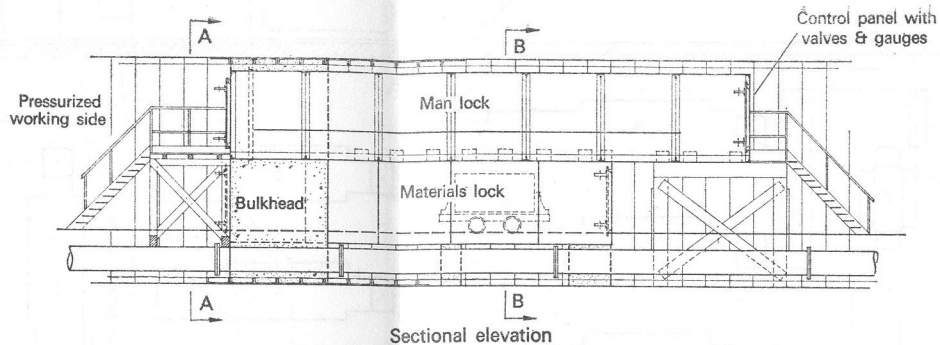 A
B
Control panel with
valves & gauges
Pressurized
working side
Man lock
Materials lock
Bulkhead
A
B
Sectional elevation